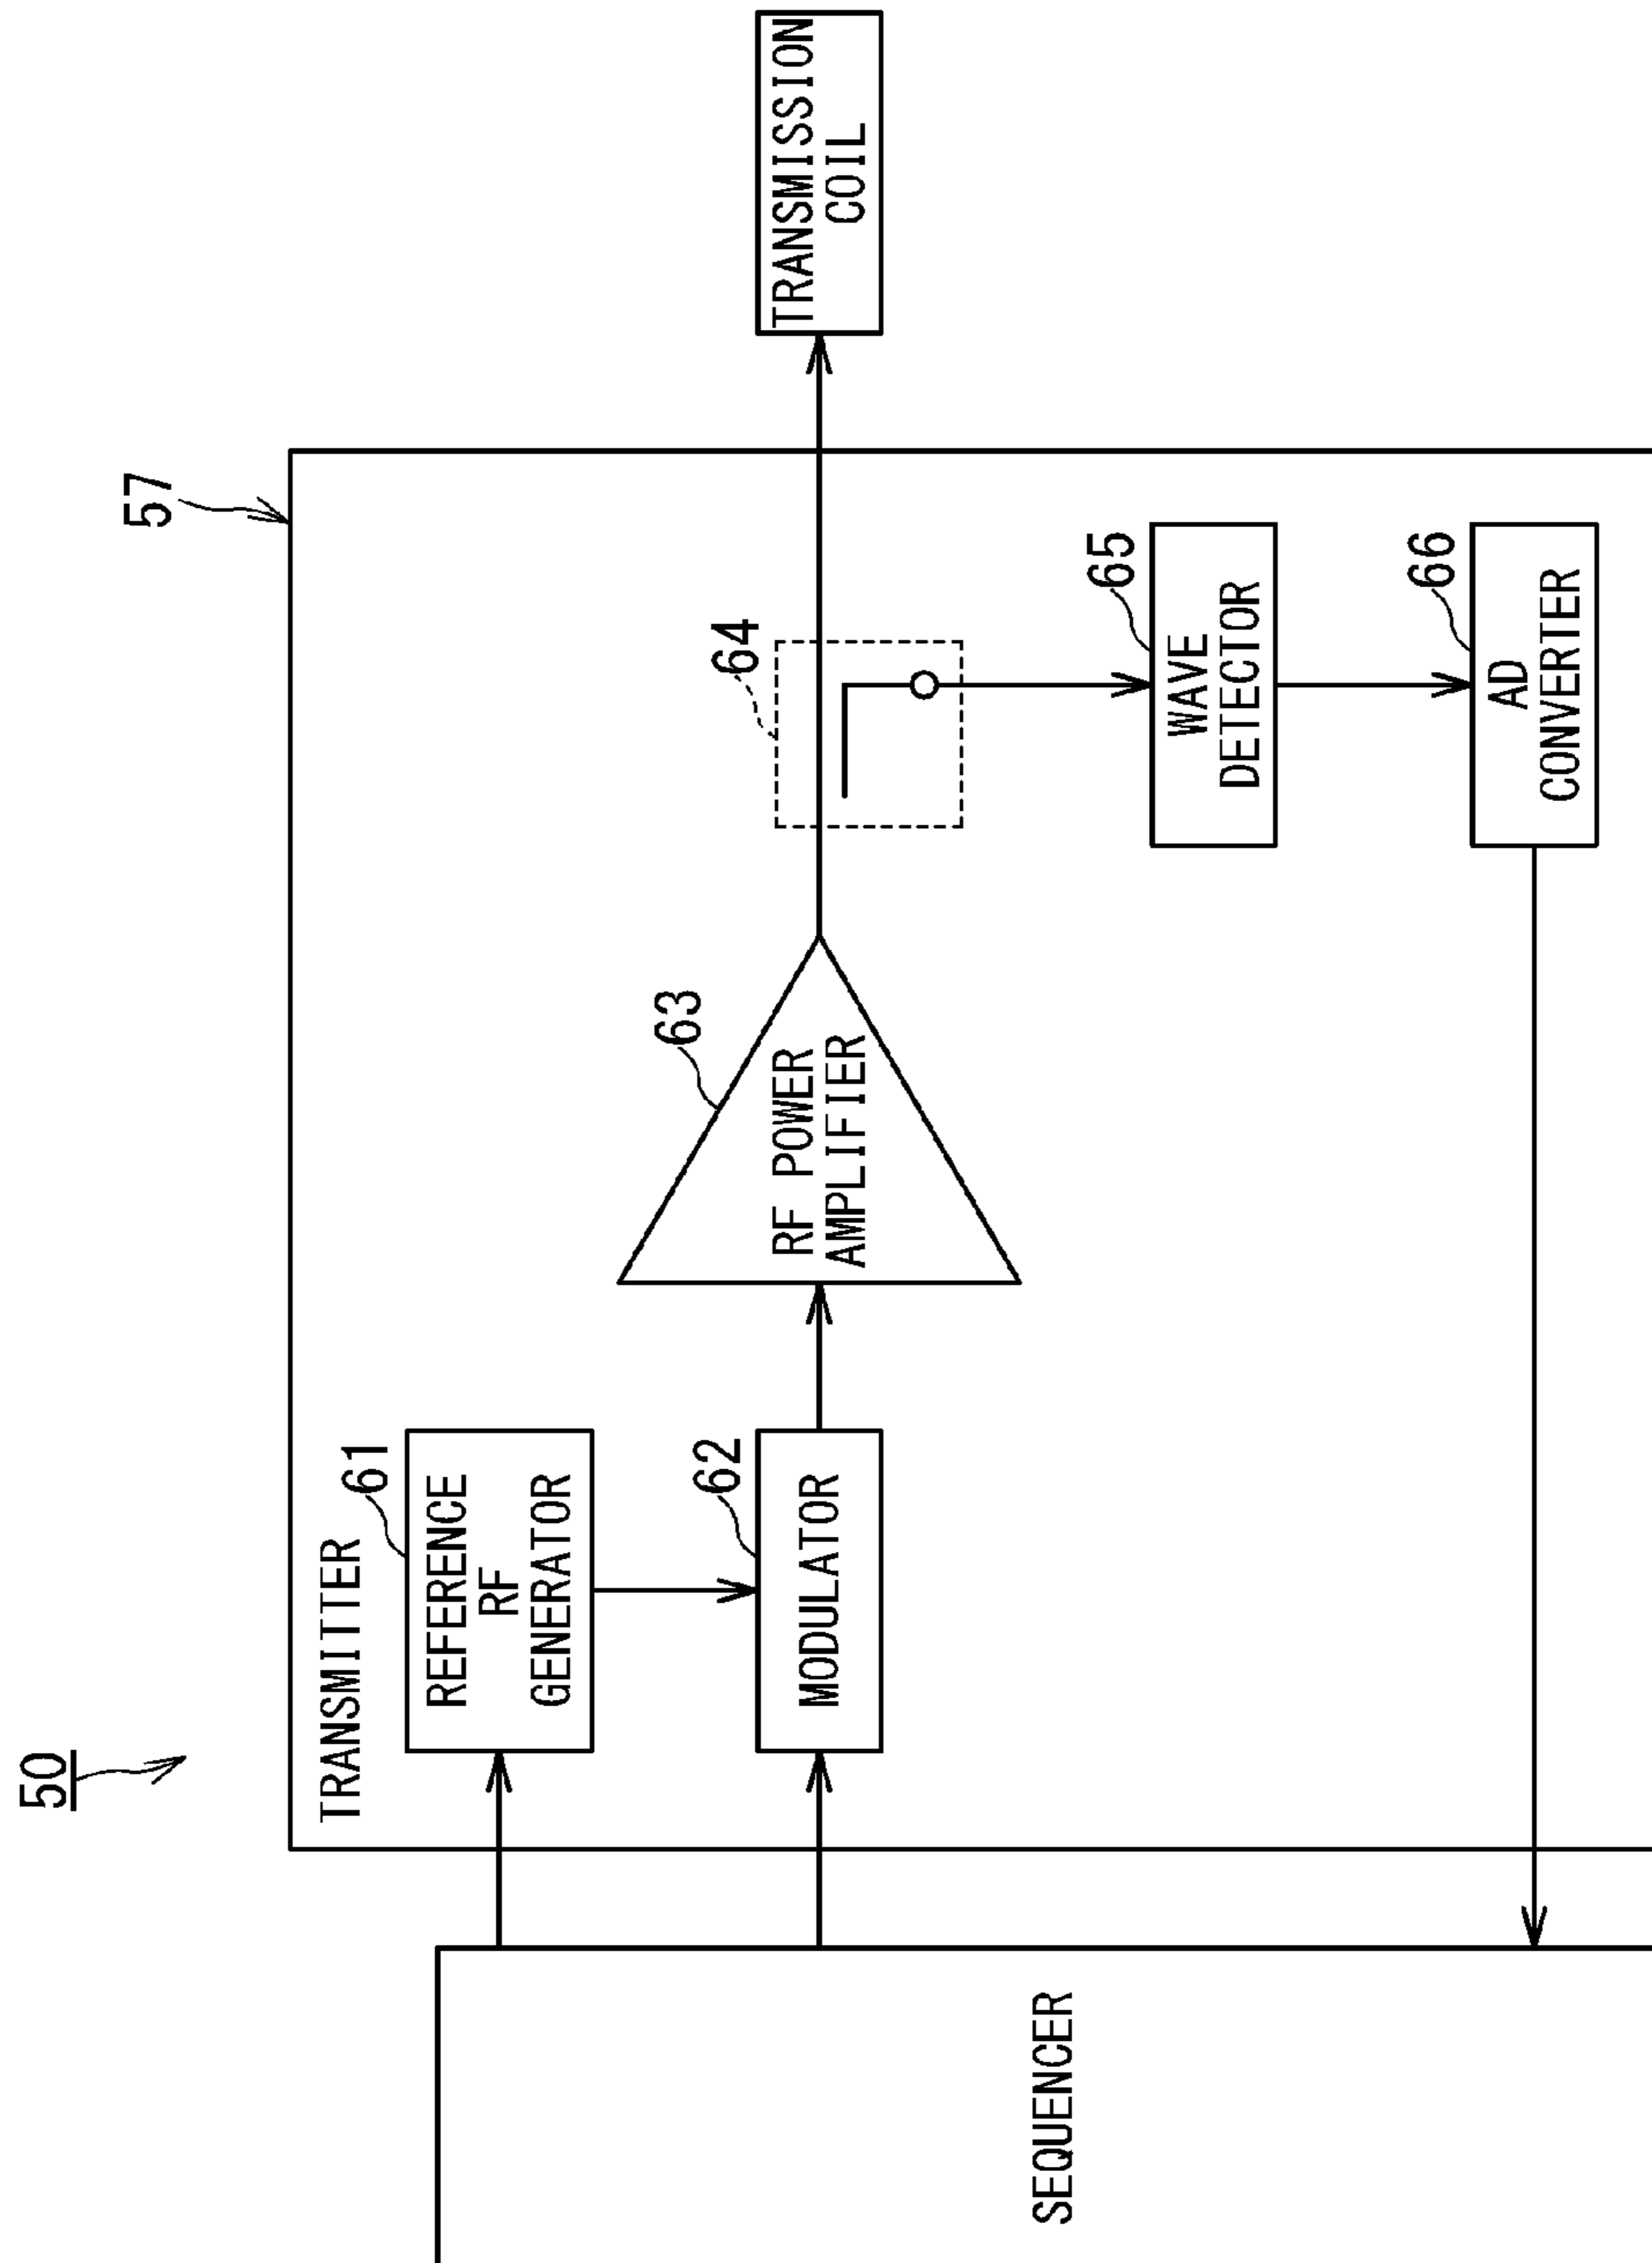 50
57
TRANSMITTER
61
REFERENCE
RF
GENERATOR
62
MODULATOR
63
RF POWER
AMPLIFIER
64
TRANSMISSION
COIL
65
WAVE
DETECTOR
66
AD
CONVERTER
SEQUENCER